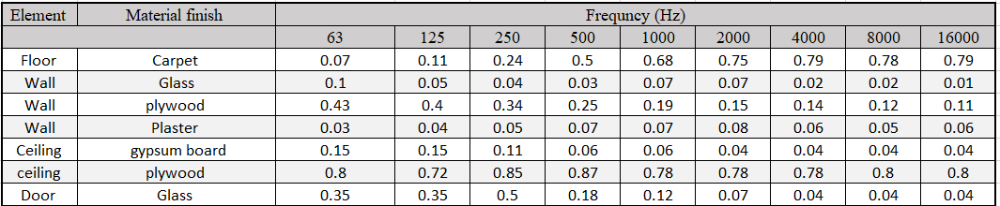 Element Material finish Frequncy (Hz)
63 125 250 500 1000 2000 4000 8000 16000
Floor Carpet 0.07 0.11 0.24 0.5 0.68 0.75 0.79 0.78 0.79
Wall Glass 0.1 0.05 0.04 0.03 0.07 0.07 0.02 0.02 0.01
Wall plywood 0.43 0.4 0.34 0.25 0.19 0.15 0.14 0.12 0.11
Wall Plaster 0.03 0.04 0.05 0.07 0.07 0.08 0.06 0.05 0.06
Ceiling gypsum board 0.15 0.15 0.11 0.06 0.06 0.04 0.04 0.04 0.04
ceiling plywood 0.8 0.72 0.85 0.87 0.78 0.78 0.78 0.8 0.8
Door Glass 0.35 0.35 0.5 0.18 0.12 0.07 0.04 0.04 0.04